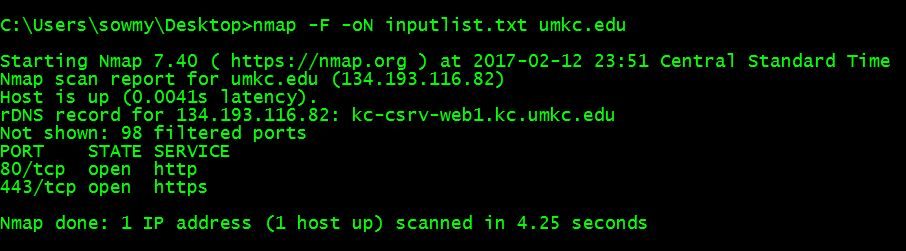 C:\Users\sowmy\Desktop>nmap -F -oN inputlist.txt umkc.edu
Starting Nmap 7.40 ( https://nmap.org ) at 2017-02-12 23:51 Central Standard Time
Nmap scan report for umkc.edu (134.193.116.82)
Host is up (0.0041s latency).
rDNS record for 134.193.116.82: kc-csrv-web1.kc.umkc.edu
Not shown: 98 filtered ports
PORT    STATE SERVICE
80/tcp  open  http
443/tcp open  https
Nmap done: 1 IP address (1 host up) scanned in 4.25 seconds